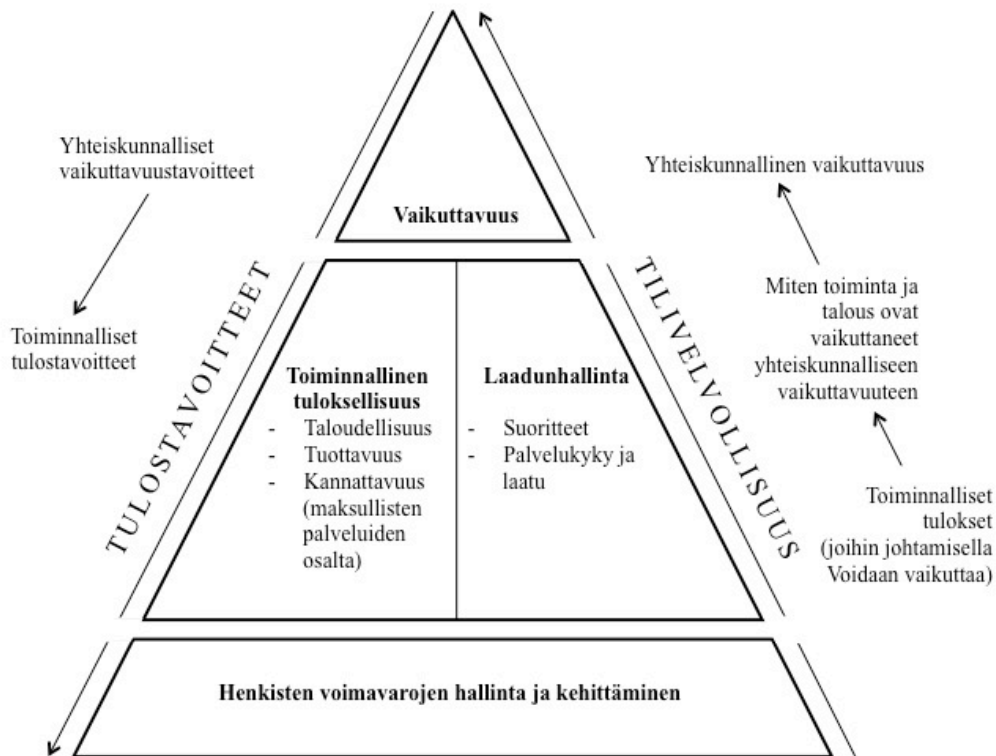 Yhteiskunnalliset
vaikuttavuustavoitteet
Toiminnalliset
tulostavoitteet
TULOSTAVOITTEET
Vaikuttavuus
Toiminnallinen
tuloksellisuus
- Taloudellisuus
- Tuottavuus
- Kannattavuus
(maksullisten
palveluiden
osalta)
Laadunhallinta
- Suoritteet
- Palvelukyky ja
laatu
Henkisten voimavarojen hallinta ja kehittäminen
TILIVELVOLLISUUS
Yhteiskunnallinen vaikuttavuus
Miten toiminta ja
talous ovat
vaikuttaneet
yhteiskunnalliseen
vaikuttavuuteen
Toiminnalliset
tulokset
(joihin johtamisella
Voidaan vaikuttaa)